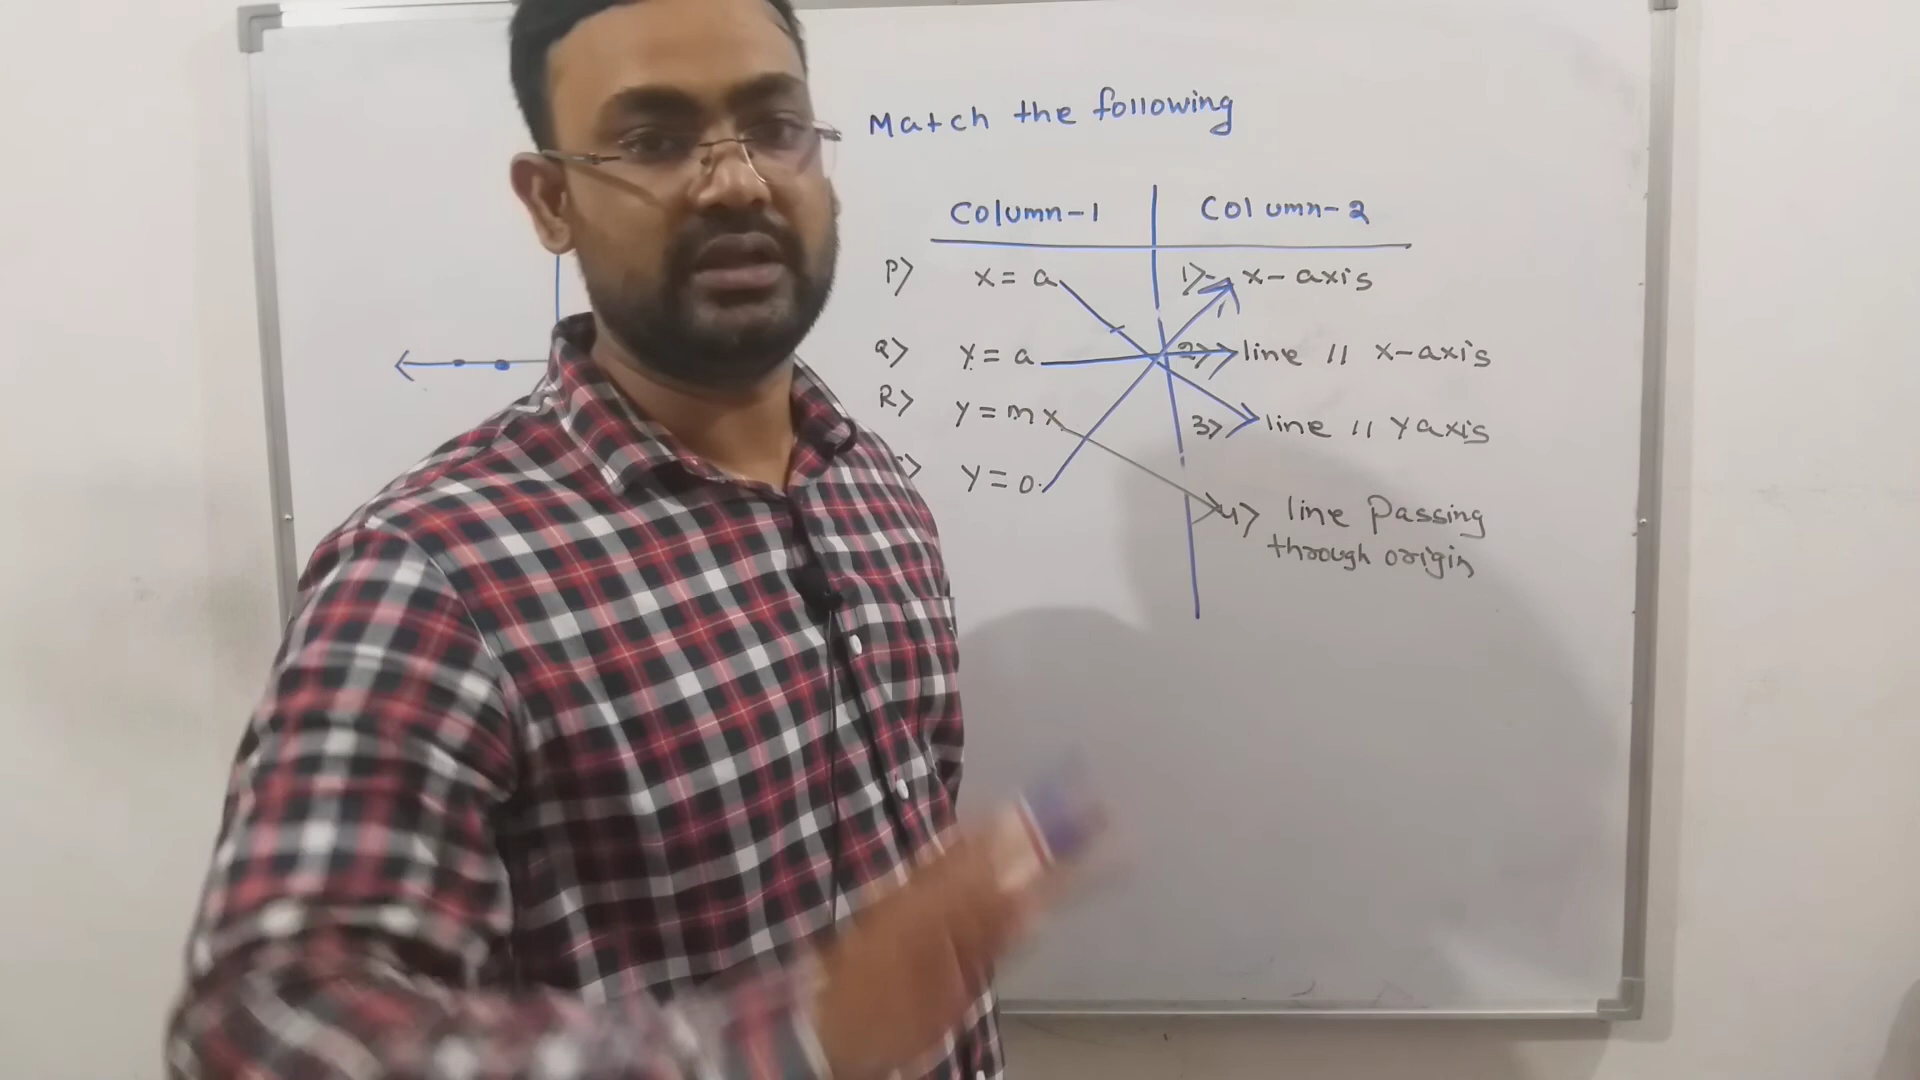 Match the following
Column-1 Column-2
P> x = a 1> x-axis
Q> y = a 2> line // x-axis
R> y = mx 3> line // y axis
> y = 0 4> line Passing
through origin